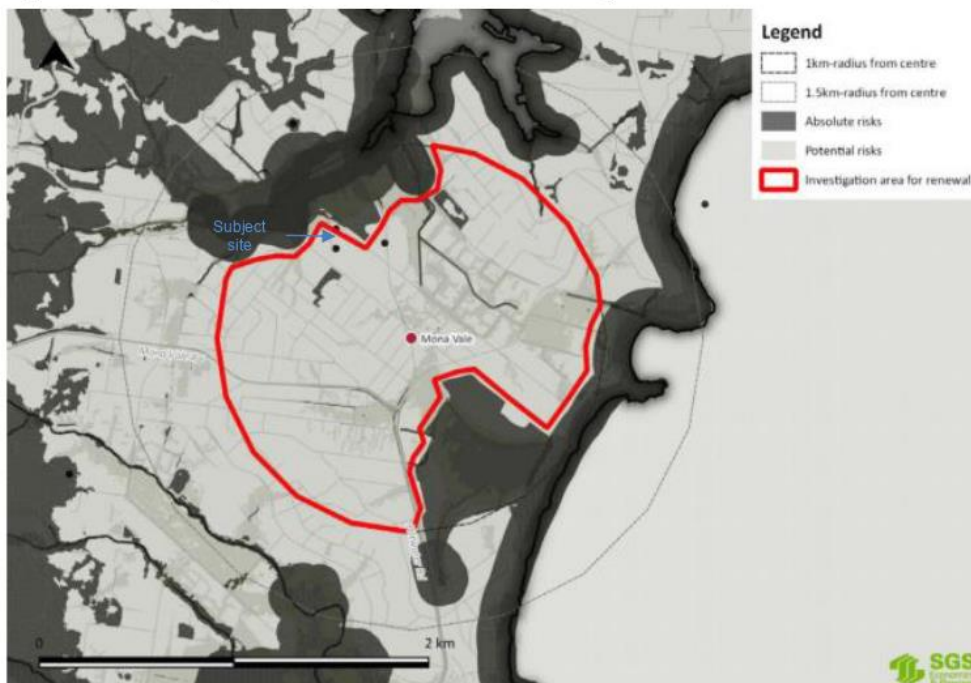 Legend
1km-radius from centre
1.5km-radius from centre
Absolute risks
Potential risks
Investigation area for renewal
Subject
site
Mona Vale
0
2 km
SGS
Economics